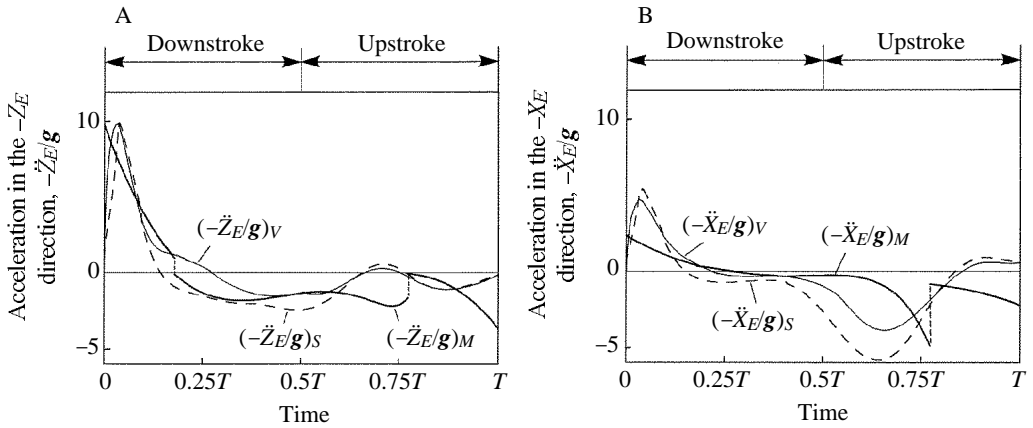 A
Downstroke
Upstroke
Acceleration in the −Z_E
direction, −Z̈_E/g
10
0
−5
(−Z̈_E/g)_V
(−Z̈_E/g)_S
(−Z̈_E/g)_M
0
0.25T
0.5T
0.75T
T
Time
B
Downstroke
Upstroke
Acceleration in the −X_E
direction, −Ẍ_E/g
10
5
0
−5
(−Ẍ_E/g)_V
(−Ẍ_E/g)_M
(−Ẍ_E/g)_S
0
0.25T
0.5T
0.75T
T
Time